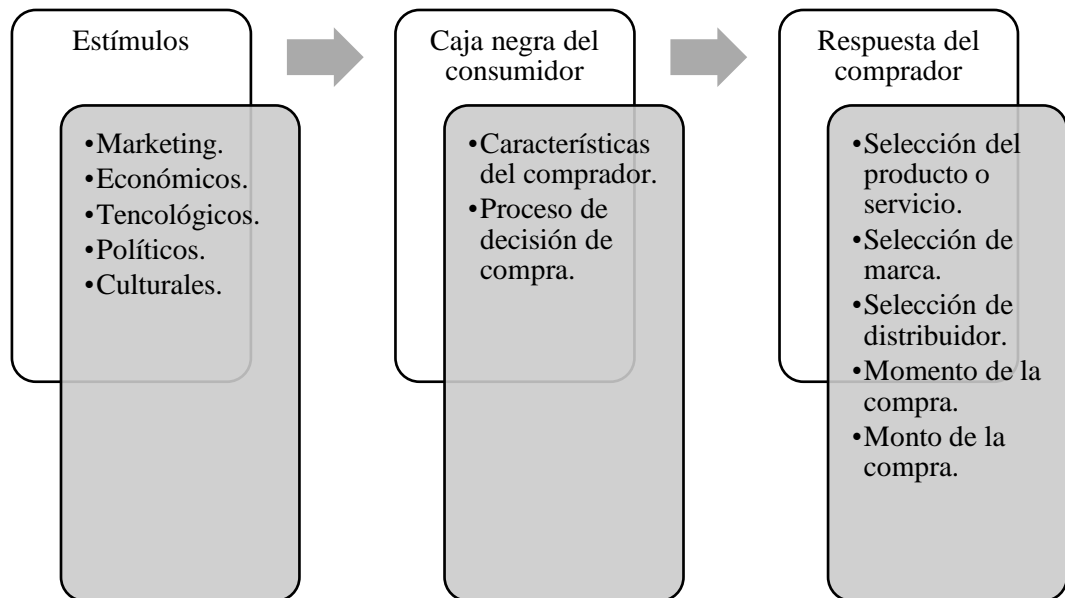 Estímulos
•Marketing.
•Económicos.
•Tencológicos.
•Políticos.
•Culturales.
Caja negra del
consumidor
•Características
del comprador.
•Proceso de
decisión de
compra.
Respuesta del
comprador
•Selección del
producto o
servicio.
•Selección de
marca.
•Selección de
distribuidor.
•Momento de la
compra.
•Monto de la
compra.